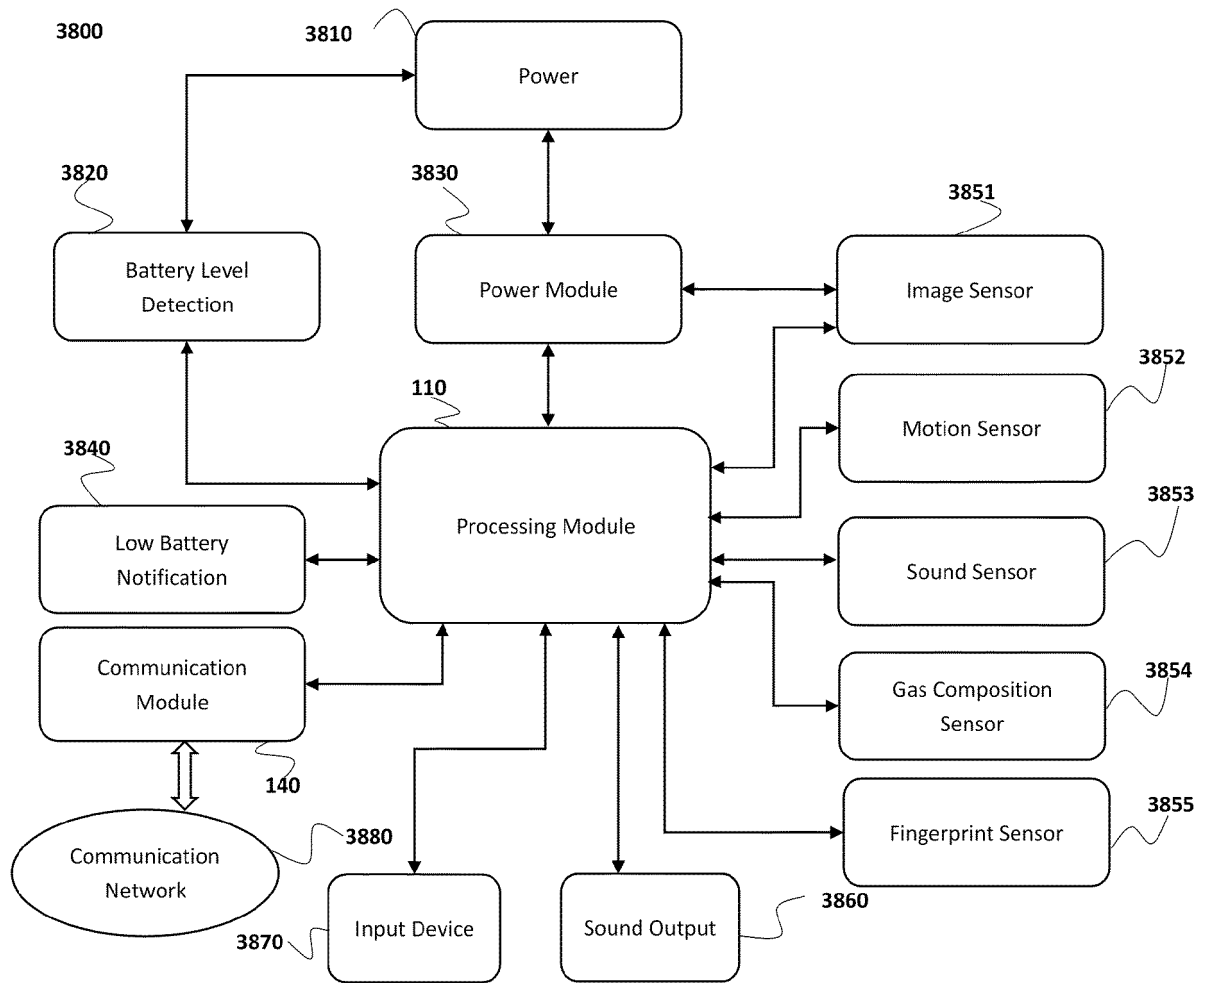 3800
3810
Power
3820
3830
3851
Battery Level
Detection
Power Module
Image Sensor
3852
110
Motion Sensor
3840
3853
Low Battery
Notification
Processing Module
Sound Sensor
Communication
Module
3854
Gas Composition
Sensor
140
3855
Fingerprint Sensor
3880
Communication
Network
3860
Input Device
Sound Output
3870